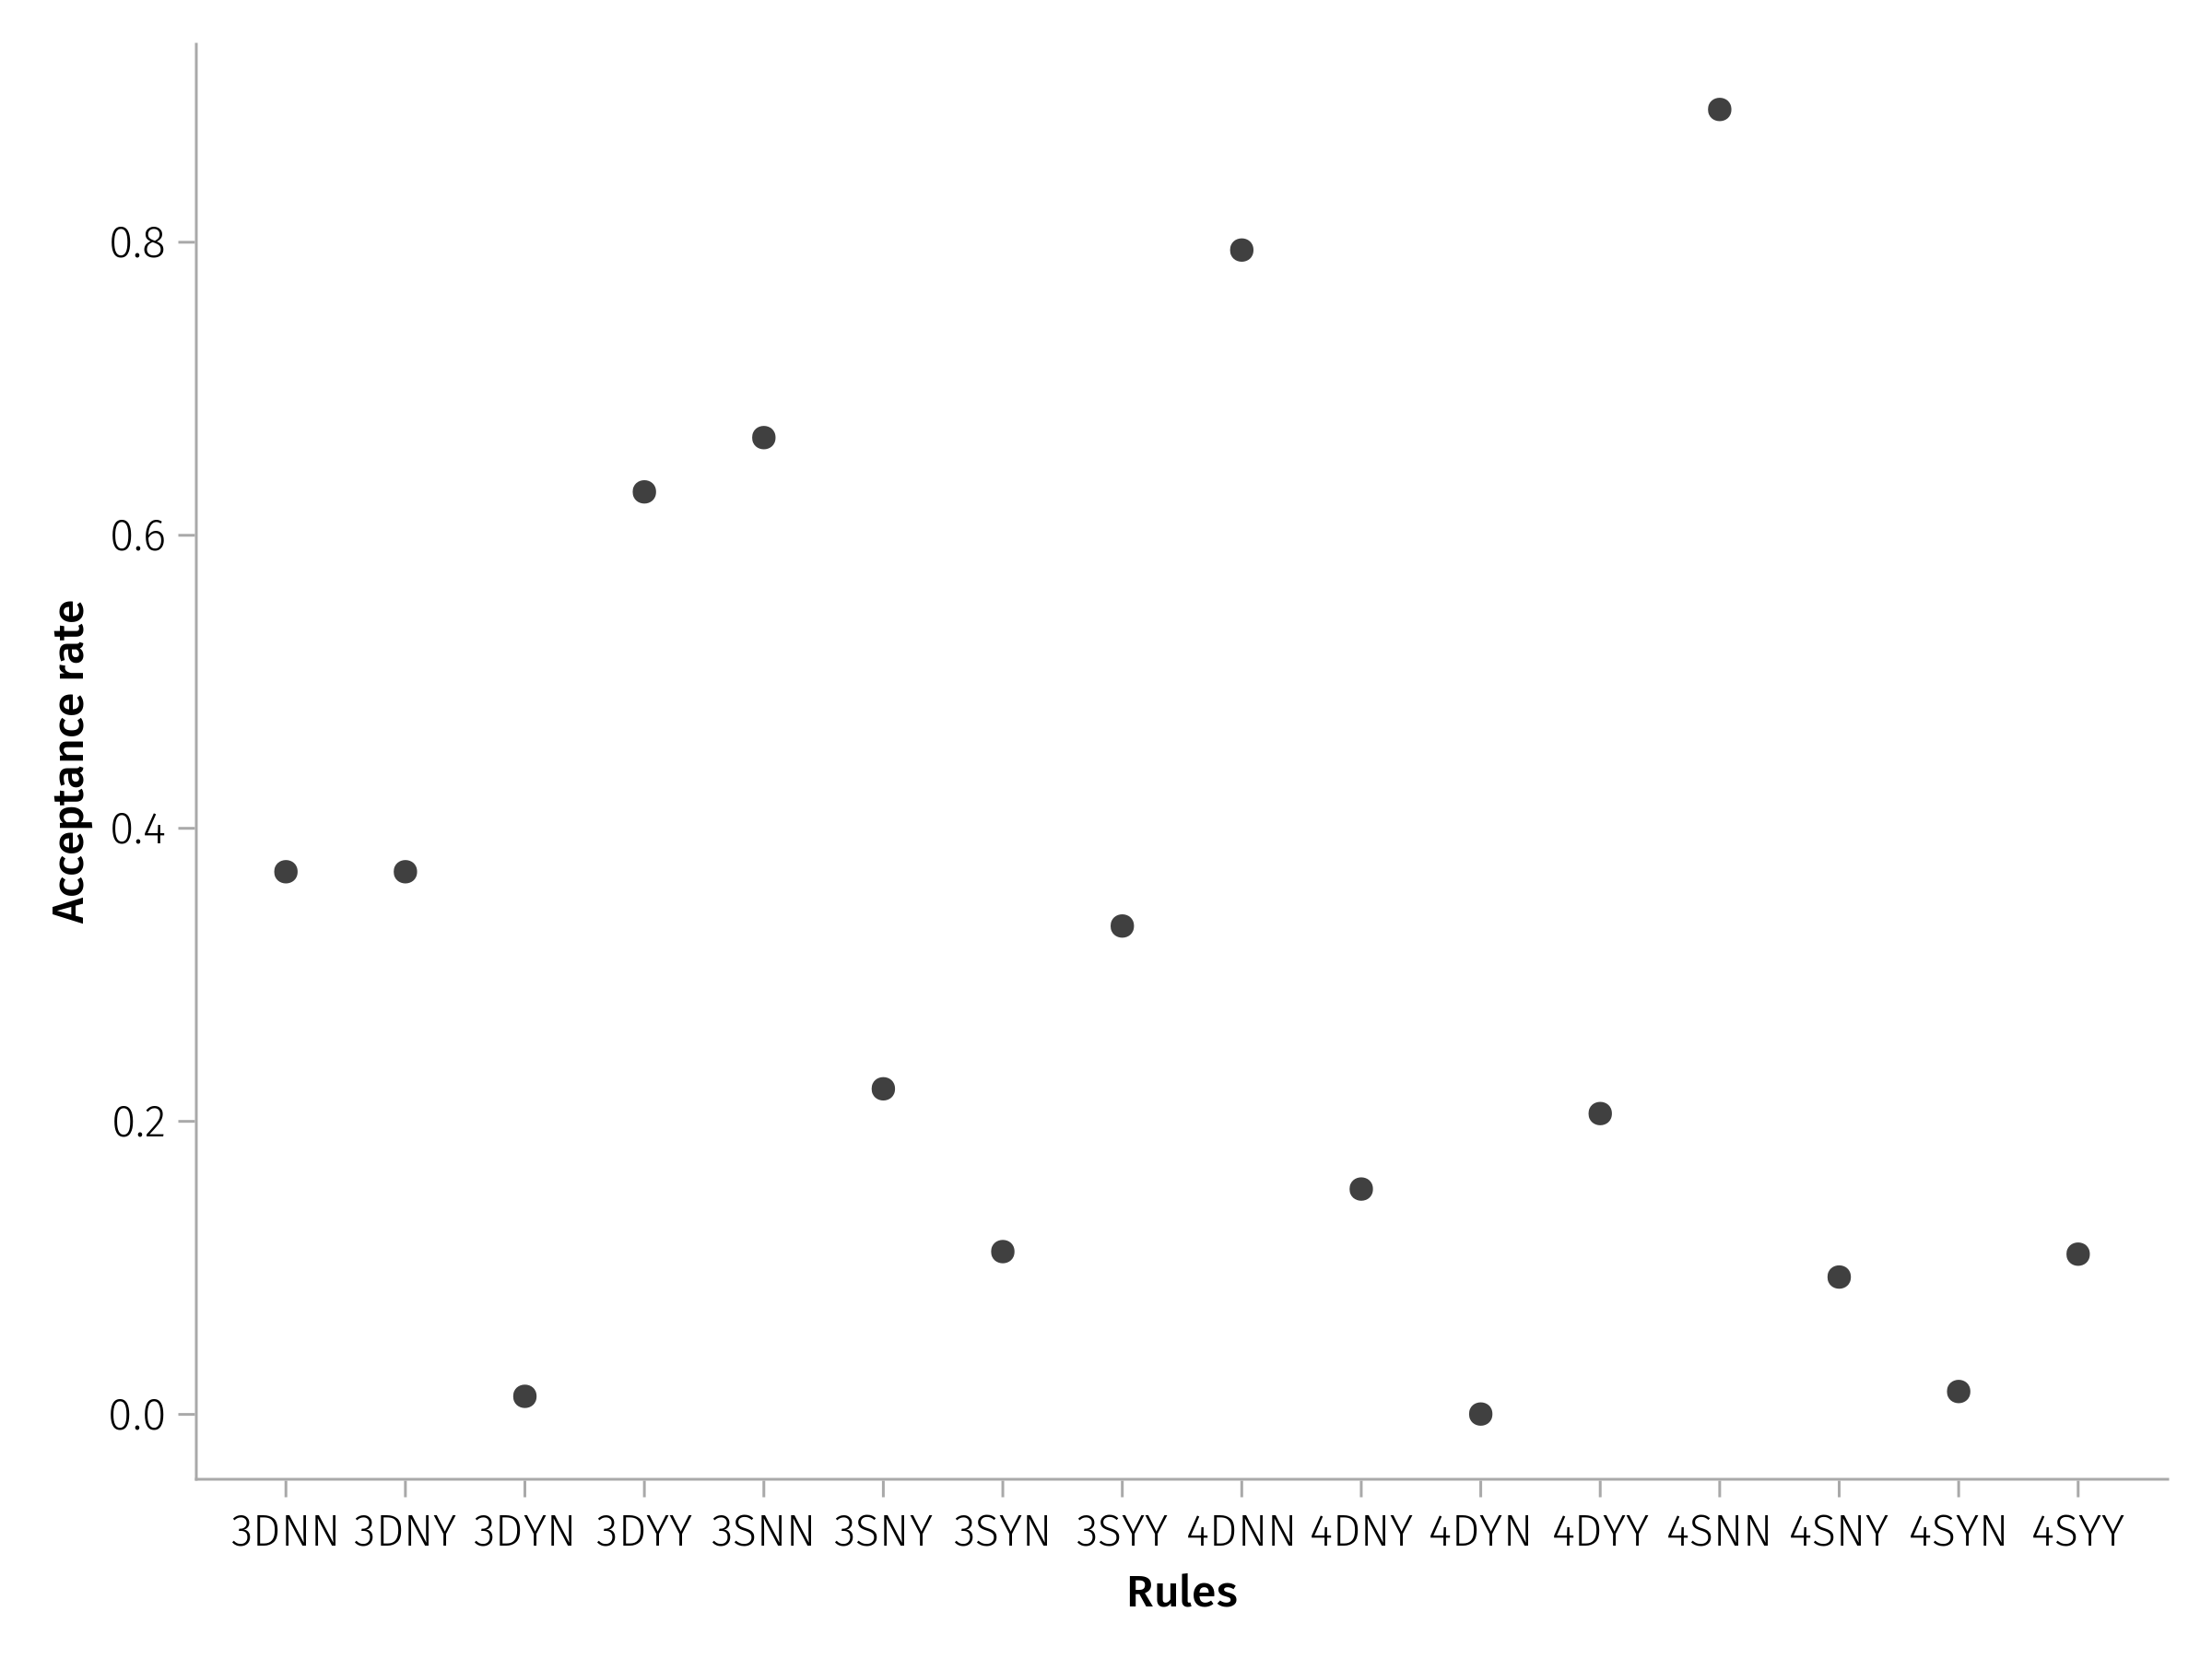 0.8
0.6
0.4
0.2
0.0
Acceptance rate
3DNN 3DNY 3DYN 3DYY 3SNN 3SNY 3SYN 3SYY 4DNN 4DNY 4DYN 4DYY 4SNN 4SNY 4SYN 4SYY
Rules